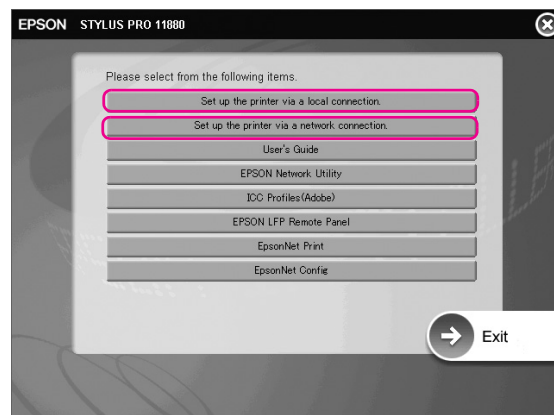 EPSON STYLUS PRO 11880
Please select from the following items.
Set up the printer via a local connection.
Set up the printer via a network connection.
User's Guide
EPSON Network Utility
ICC Profiles(Adobe)
EPSON LFP Remote Panel
EpsonNet Print
EpsonNet Config
Exit